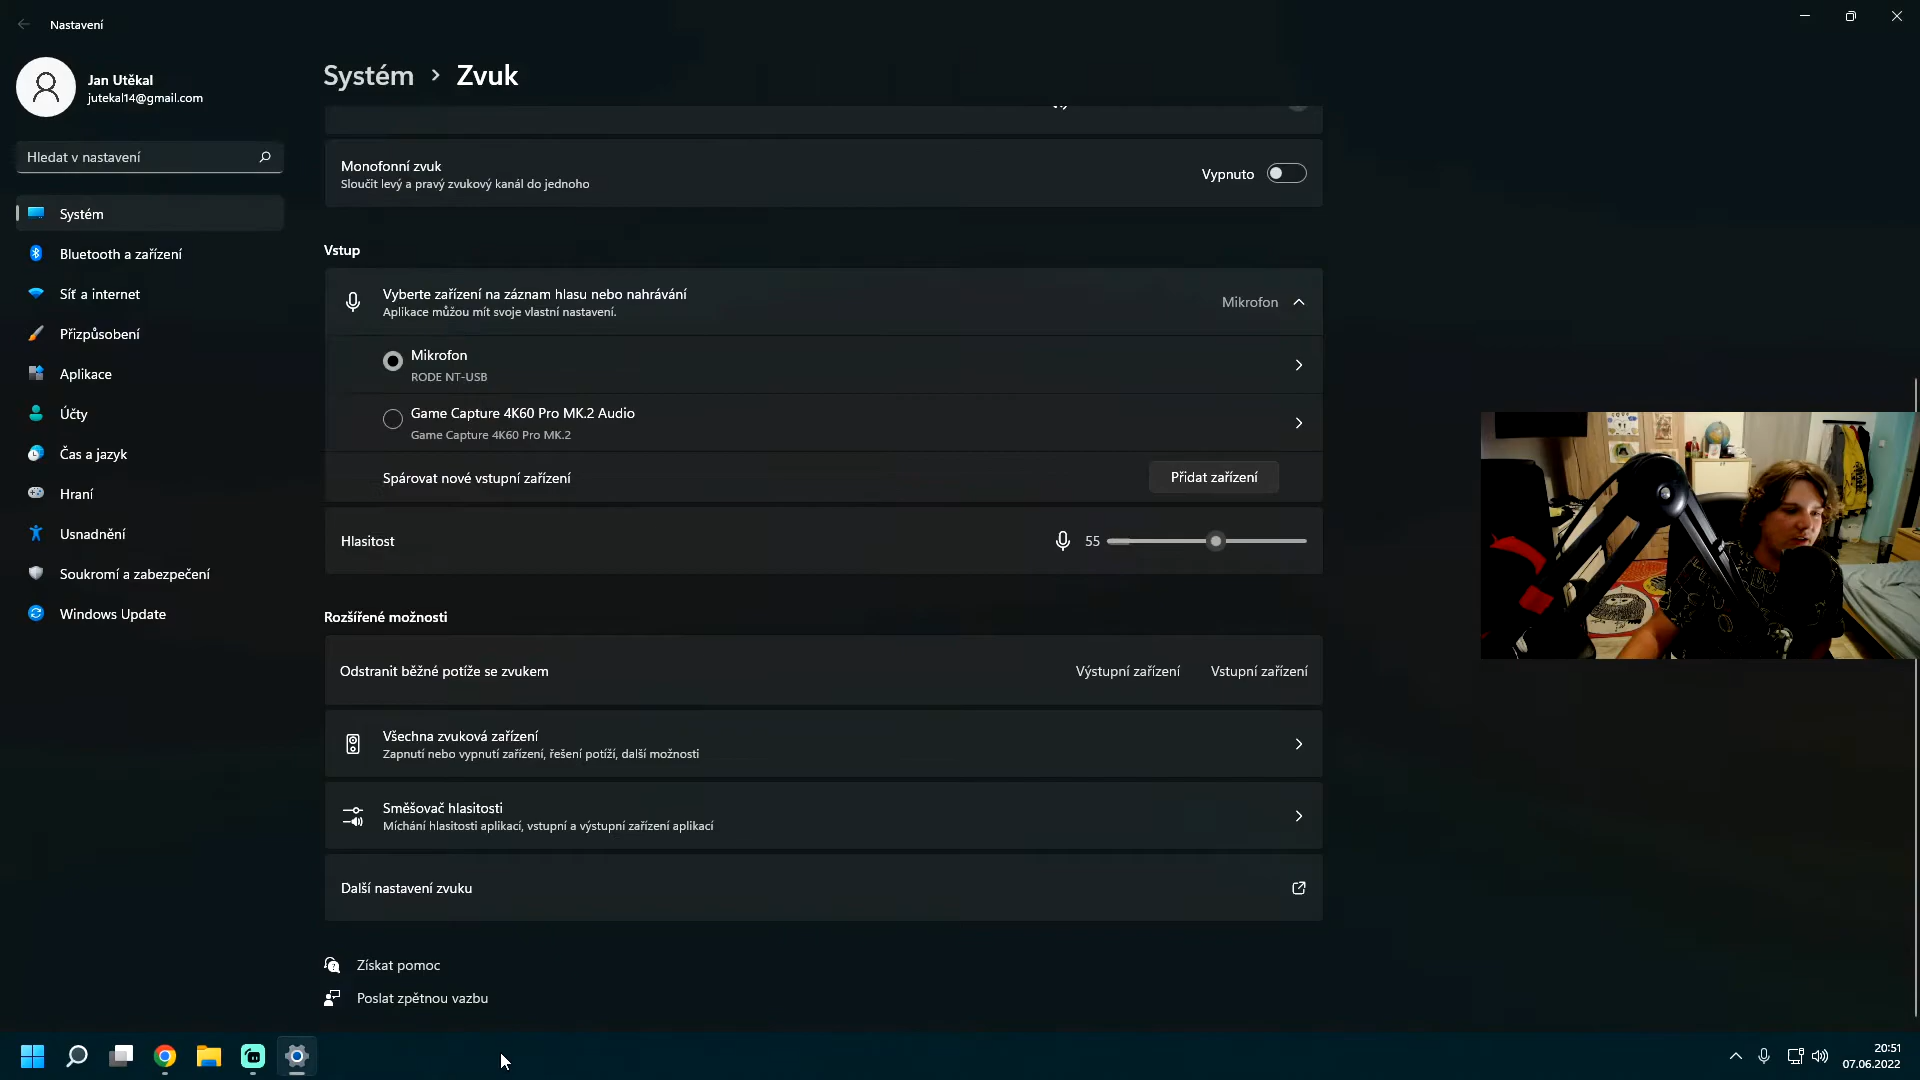 Nastavení
Jan Utěkal
jutekal14@gmail.com
Hledat v nastavení
Systém
Bluetooth a zařízení
Síť a internet
Přizpůsobení
Aplikace
Účty
Čas a jazyk
Hraní
Usnadnění
Soukromí a zabezpečení
Windows Update
Systém > Zvuk
Monofonní zvuk
Sloučit levý a pravý zvukový kanál do jednoho
Vypnuto
Vstup
Vyberte zařízení na záznam hlasu nebo nahrávání
Aplikace můžou mít svoje vlastní nastavení.
Mikrofon
Mikrofon
RODE NT-USB
Game Capture 4K60 Pro MK.2 Audio
Game Capture 4K60 Pro MK.2
Spárovat nové vstupní zařízení
Přidat zařízení
Hlasitost
55
Rozšířené možnosti
Odstranit běžné potíže se zvukem
Výstupní zařízení
Vstupní zařízení
Všechna zvuková zařízení
Zapnutí nebo vypnutí zařízení, řešení potíží, další možnosti
Směšovač hlasitosti
Míchání hlasitosti aplikací, vstupní a výstupní zařízení aplikací
Další nastavení zvuku
Získat pomoc
Poslat zpětnou vazbu
20:51
07.06.2022